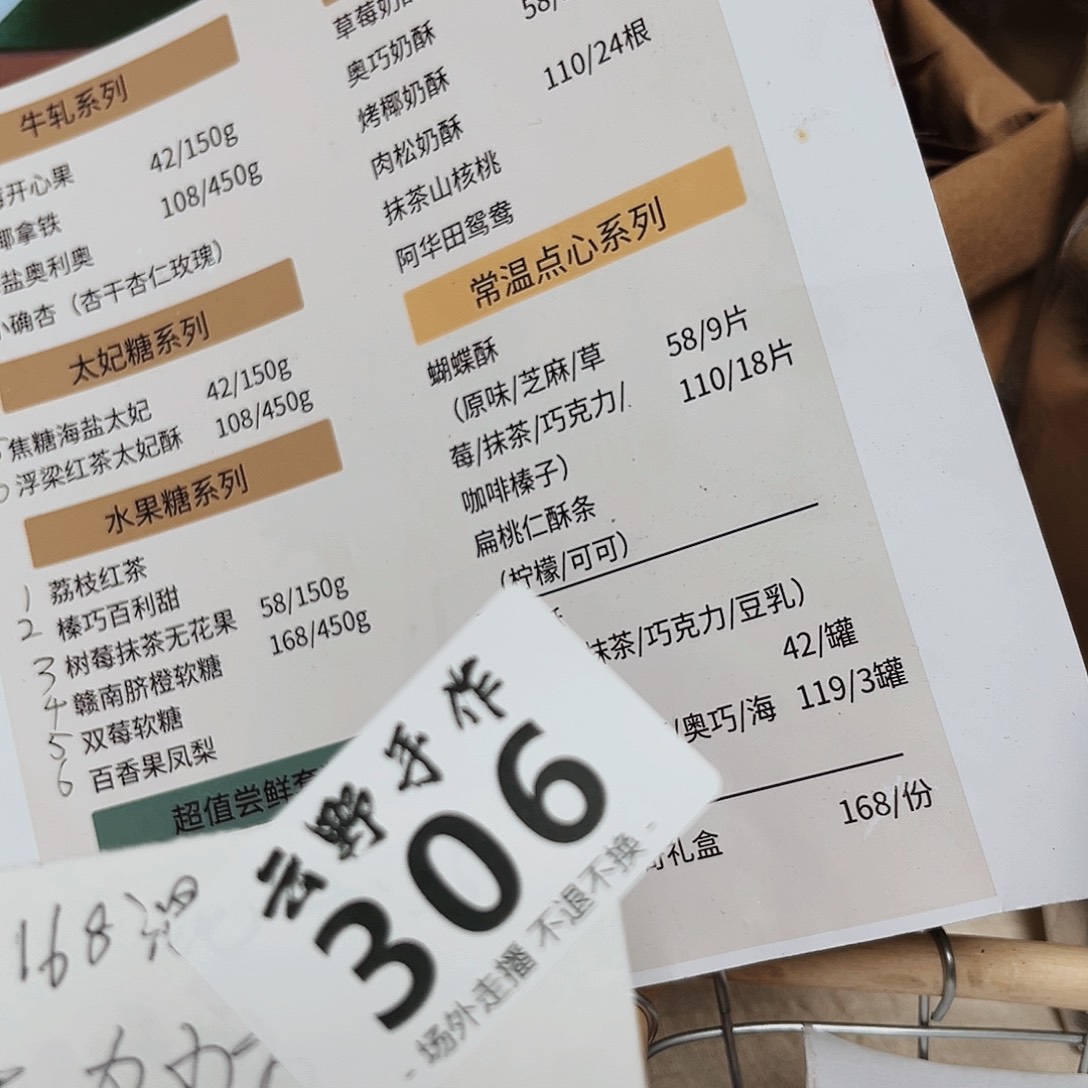 牛轧系列
开心果
42/150g
椰拿铁
108/450g
盐奥利奥
小确杏（杏干杏仁玫瑰）
太妃糖系列
焦糖海盐太妃
42/150g
浮梁红茶太妃酥
108/450g
水果糖系列
1 荔枝红茶
2 榛巧百利甜
3 树莓抹茶无花果
58/150g
4 赣南脐橙软糖
168/450g
5 双莓软糖
6 百香果凤梨
超值尝鲜
草莓奶
58/
奥巧奶酥
110/24根
烤椰奶酥
肉松奶酥
抹茶山核桃
阿华田鸳鸯
常温点心系列
蝴蝶酥
58/9片
（原味/芝麻/草
110/18片
莓/抹茶/巧克力/
咖啡榛子）
扁桃仁酥条
（柠檬/可可）
抹茶/巧克力/豆乳）
42/罐
/奥巧/海
119/3罐
168/份
礼盒
云野手作
306
- 场外走播 不退不换 -
168